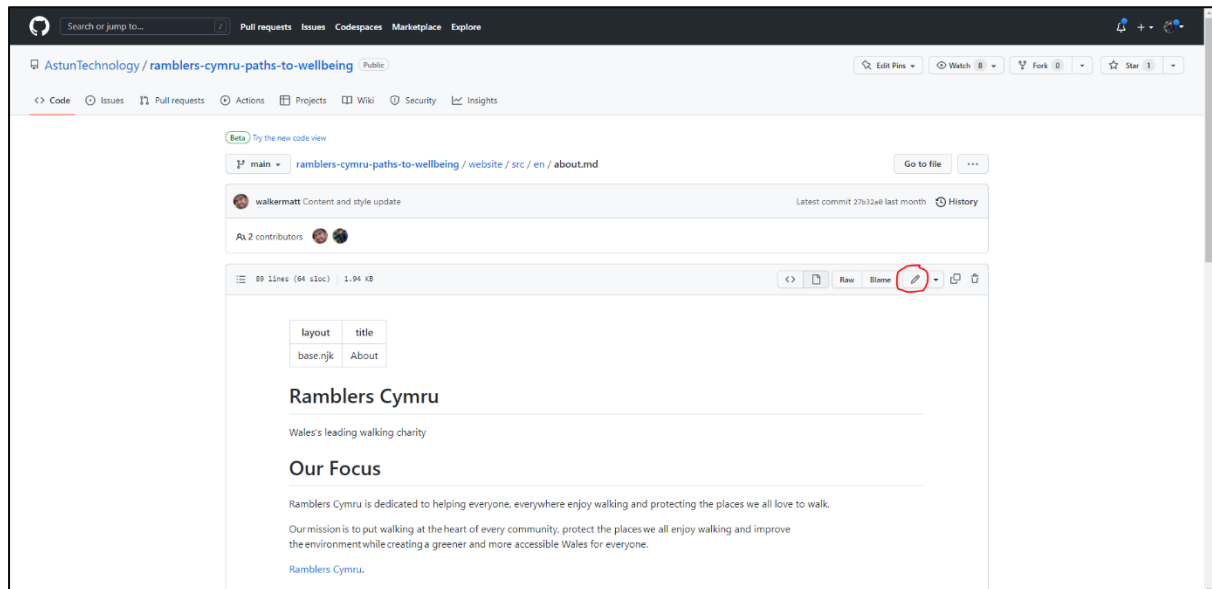 Search or jump to... / Pull requests Issues Codespaces Marketplace Explore
AstunTechnology / ramblers-cymru-paths-to-wellbeing Public Edit Pins Watch 8 Fork 0 Star 1
<> Code Issues Pull requests Actions Projects Wiki Security Insights
Beta Try the new code view
main ramblers-cymru-paths-to-wellbeing / website / src / en / about.md Go to file ...
walkermatt Content and style update Latest commit 27b32a0 last month History
2 contributors
89 lines (64 sloc) | 1.94 KB <> Raw Blame
layout title
base.njk About
Ramblers Cymru
Wales's leading walking charity
Our Focus
Ramblers Cymru is dedicated to helping everyone, everywhere enjoy walking and protecting the places we all love to walk.
Our mission is to put walking at the heart of every community, protect the places we all enjoy walking and improve
the environment while creating a greener and more accessible Wales for everyone.
Ramblers Cymru.